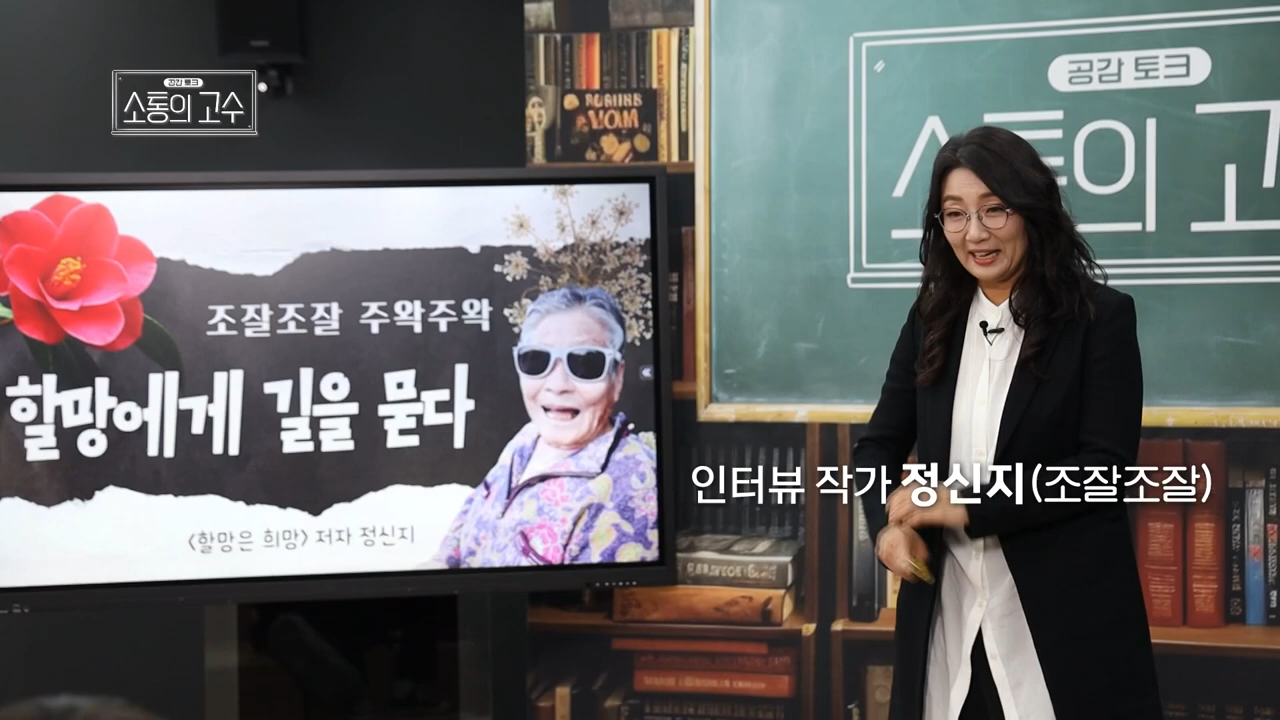 공감 토크
소통의 고수
공감 토크
소통의 고
조잘조잘 주왁주왁
할망에게 길을 묻다
<할망은 희망> 저자 정신지
인터뷰 작가 정신지(조잘조잘)